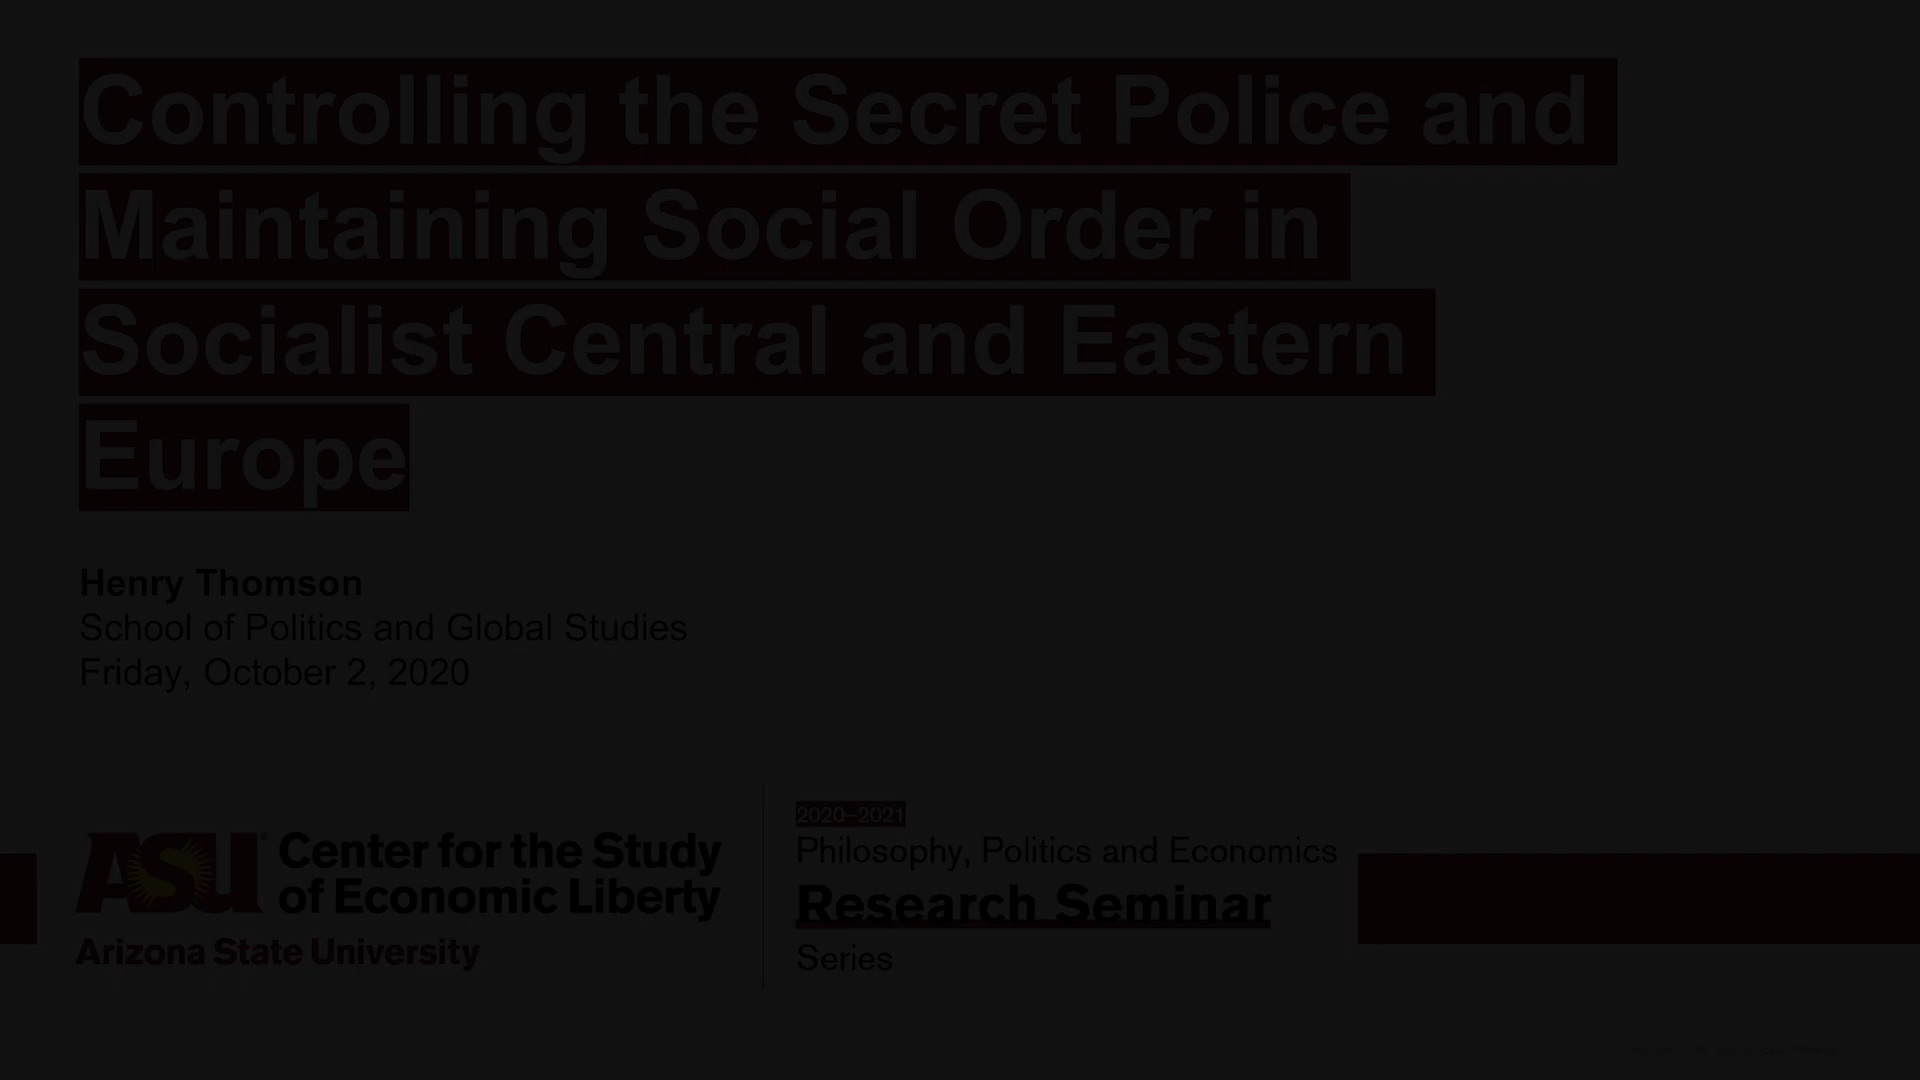 Controlling the Secret Police and
Maintaining Social Order in
Socialist Central and Eastern
Europe
Henry Thomson
School of Politics and Global Studies
Friday, October 2, 2020
ASU
Center for the Study
of Economic Liberty
Arizona State University
2020–2021
Philosophy, Politics and Economics
Research Seminar
Series